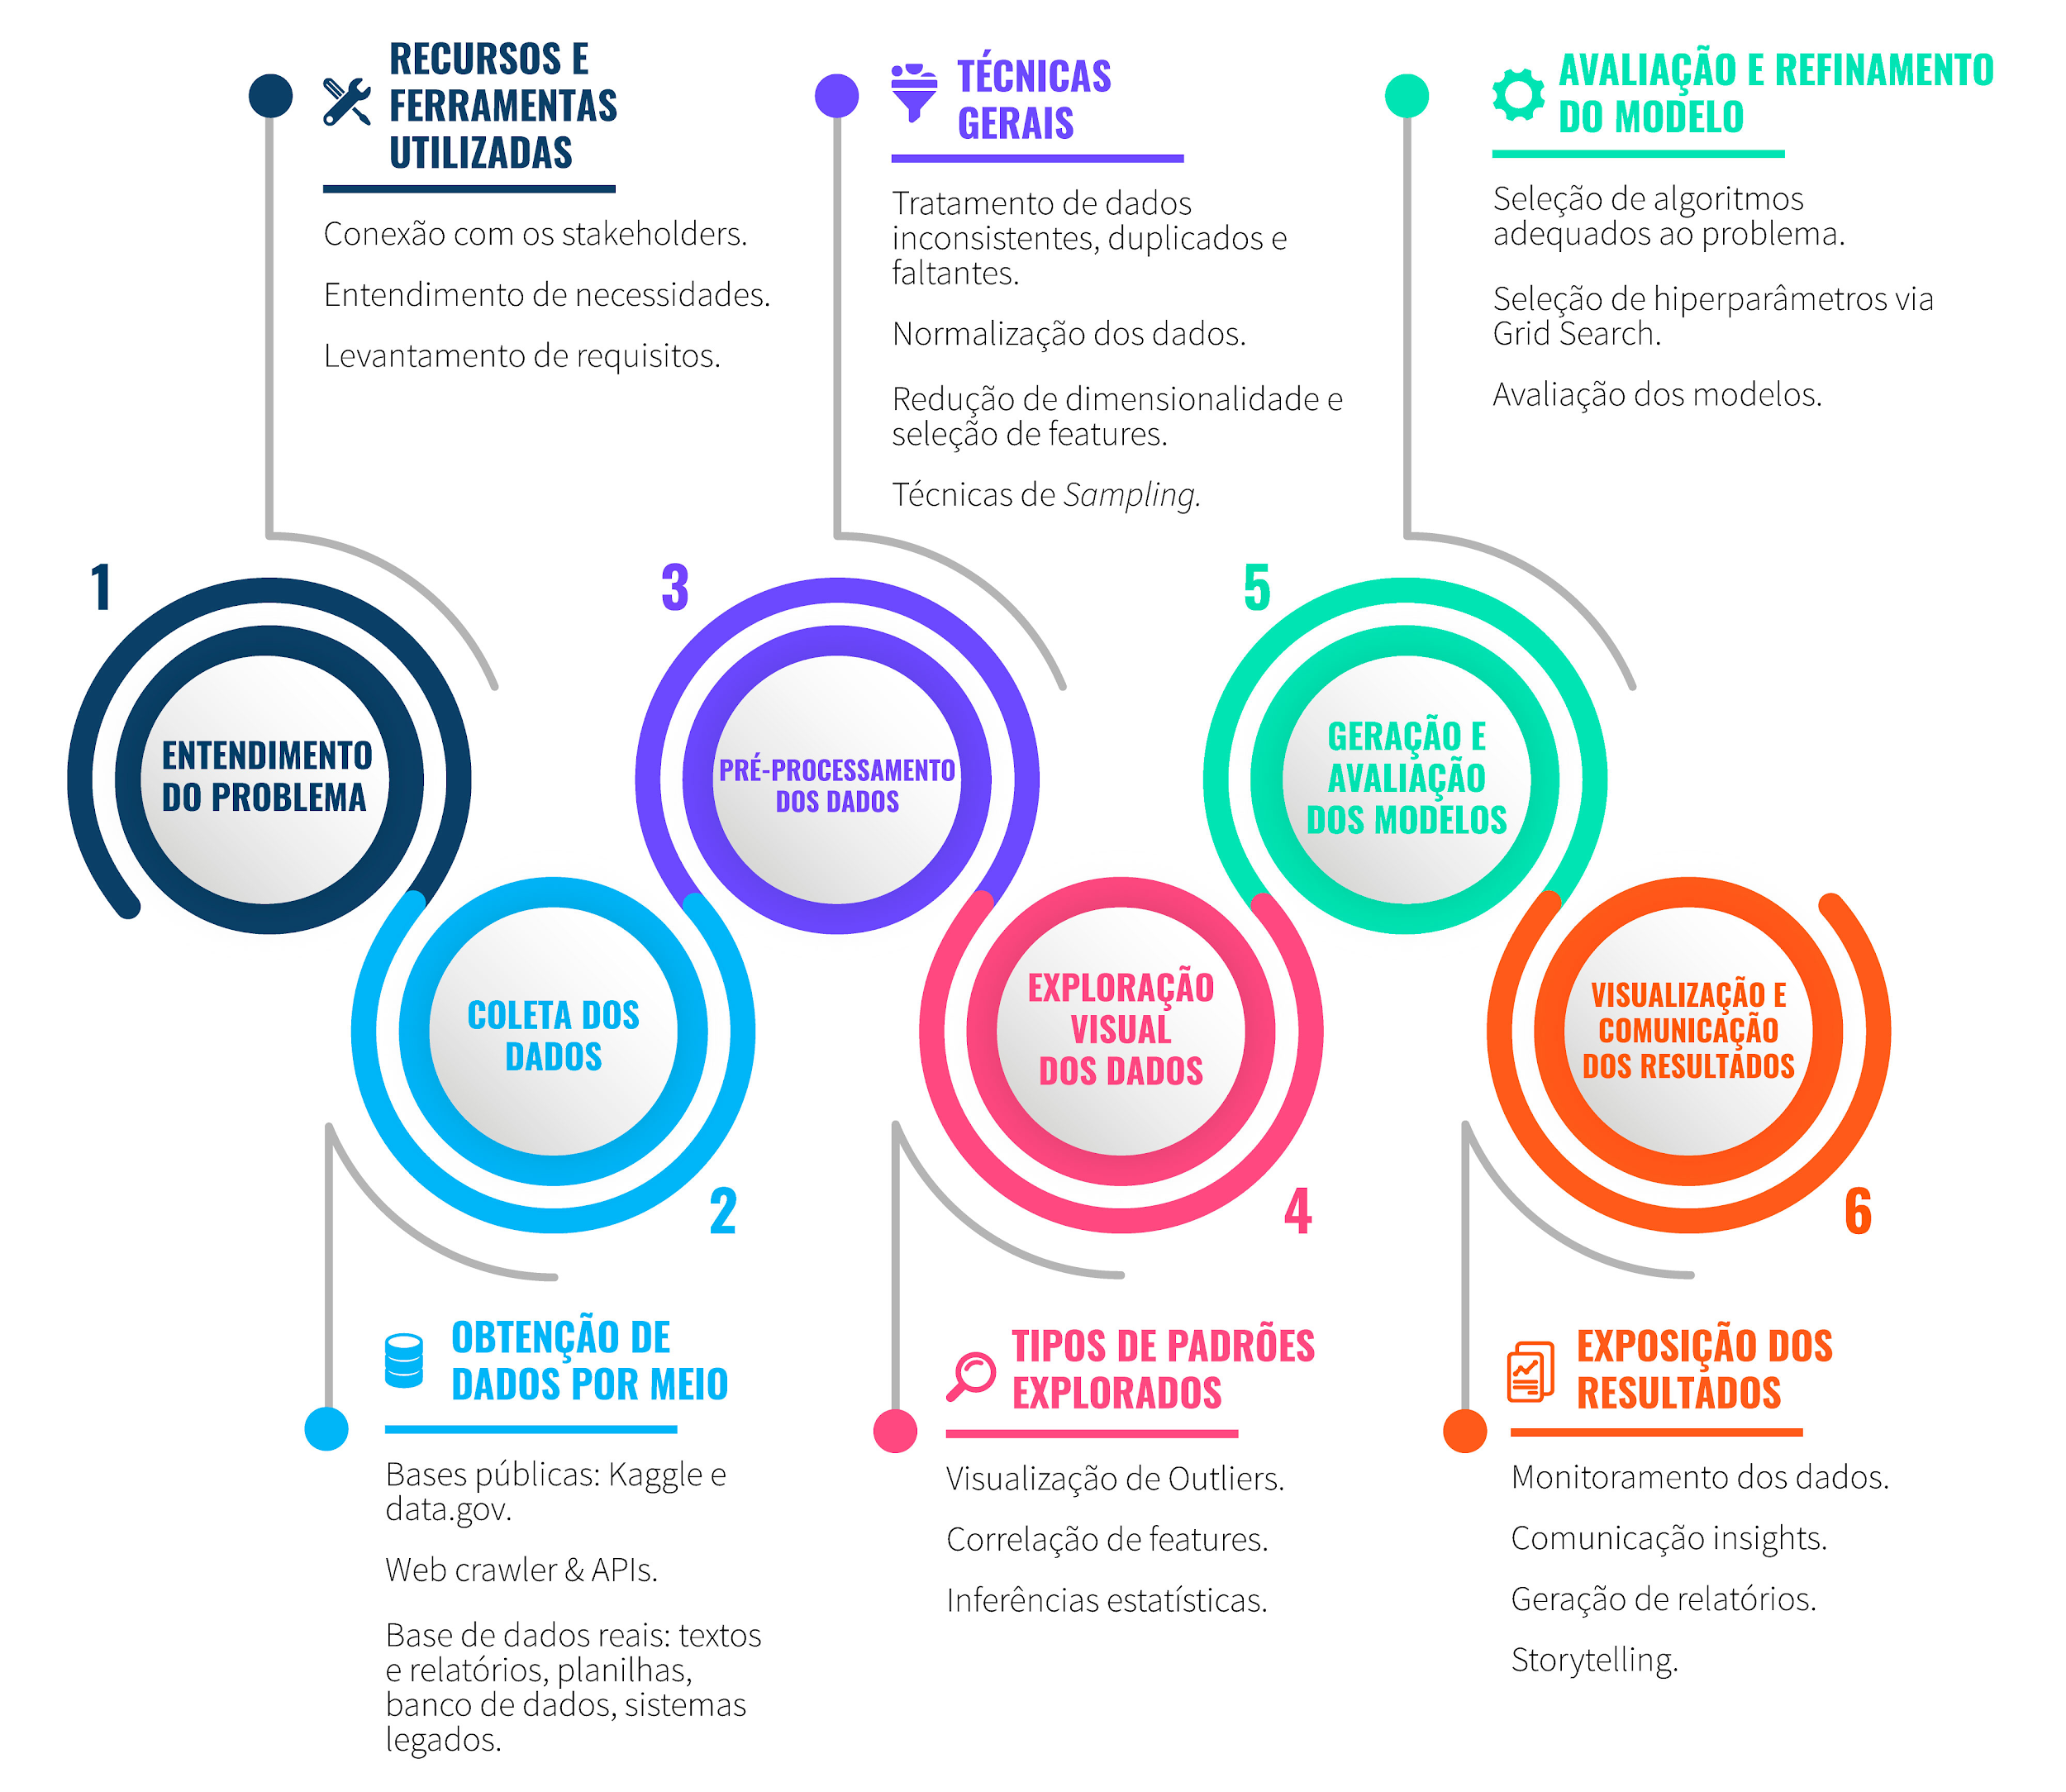 RECURSOS E
FERRAMENTAS
UTILIZADAS
Conexão com os stakeholders.
Entendimento de necessidades.
Levantamento de requisitos.
TÉCNICAS
GERAIS
Tratamento de dados
inconsistentes, duplicados e
faltantes.
Normalização dos dados.
Redução de dimensionalidade e
seleção de features.
Técnicas de Sampling.
AVALIAÇÃO E REFINAMENTO
DO MODELO
Seleção de algoritmos
adequados ao problema.
Seleção de hiperparâmetros via
Grid Search.
Avaliação dos modelos.
1
ENTENDIMENTO
DO PROBLEMA
3
PRÉ-PROCESSAMENTO
DOS DADOS
5
GERAÇÃO E
AVALIAÇÃO
DOS MODELOS
COLETA DOS
DADOS
2
EXPLORAÇÃO
VISUAL
DOS DADOS
4
VISUALIZAÇÃO E
COMUNICAÇÃO
DOS RESULTADOS
6
OBTENÇÃO DE
DADOS POR MEIO
Bases públicas: Kaggle e
data.gov.
Web crawler & APIs.
Base de dados reais: textos
e relatórios, planilhas,
banco de dados, sistemas
legados.
TIPOS DE PADRÕES
EXPLORADOS
Visualização de Outliers.
Correlação de features.
Inferências estatísticas.
EXPOSIÇÃO DOS
RESULTADOS
Monitoramento dos dados.
Comunicação insights.
Geração de relatórios.
Storytelling.